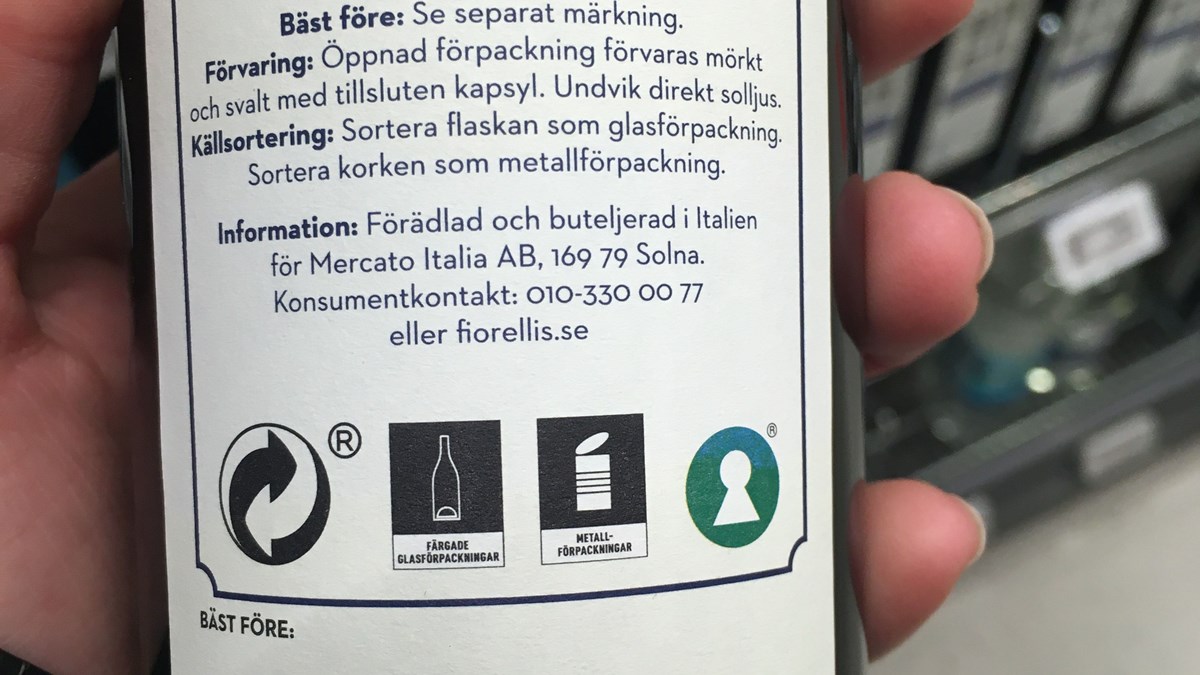 Bäst före: Se separat märkning.
Förvaring: Öppnad förpackning förvaras mörkt
och svalt med tillsluten kapsyl. Undvik direkt solljus.
Källsortering: Sortera flaskan som glasförpackning.
Sortera korken som metallförpackning.
Information: Förädlad och buteljerad i Italien
för Mercato Italia AB, 169 79 Solna.
Konsumentkontakt: 010-330 00 77
eller fiorellis.se
®
®
FÄRGADE
GLASFÖRPACKNINGAR
METALL-
FÖRPACKNINGAR
BÄST FÖRE: